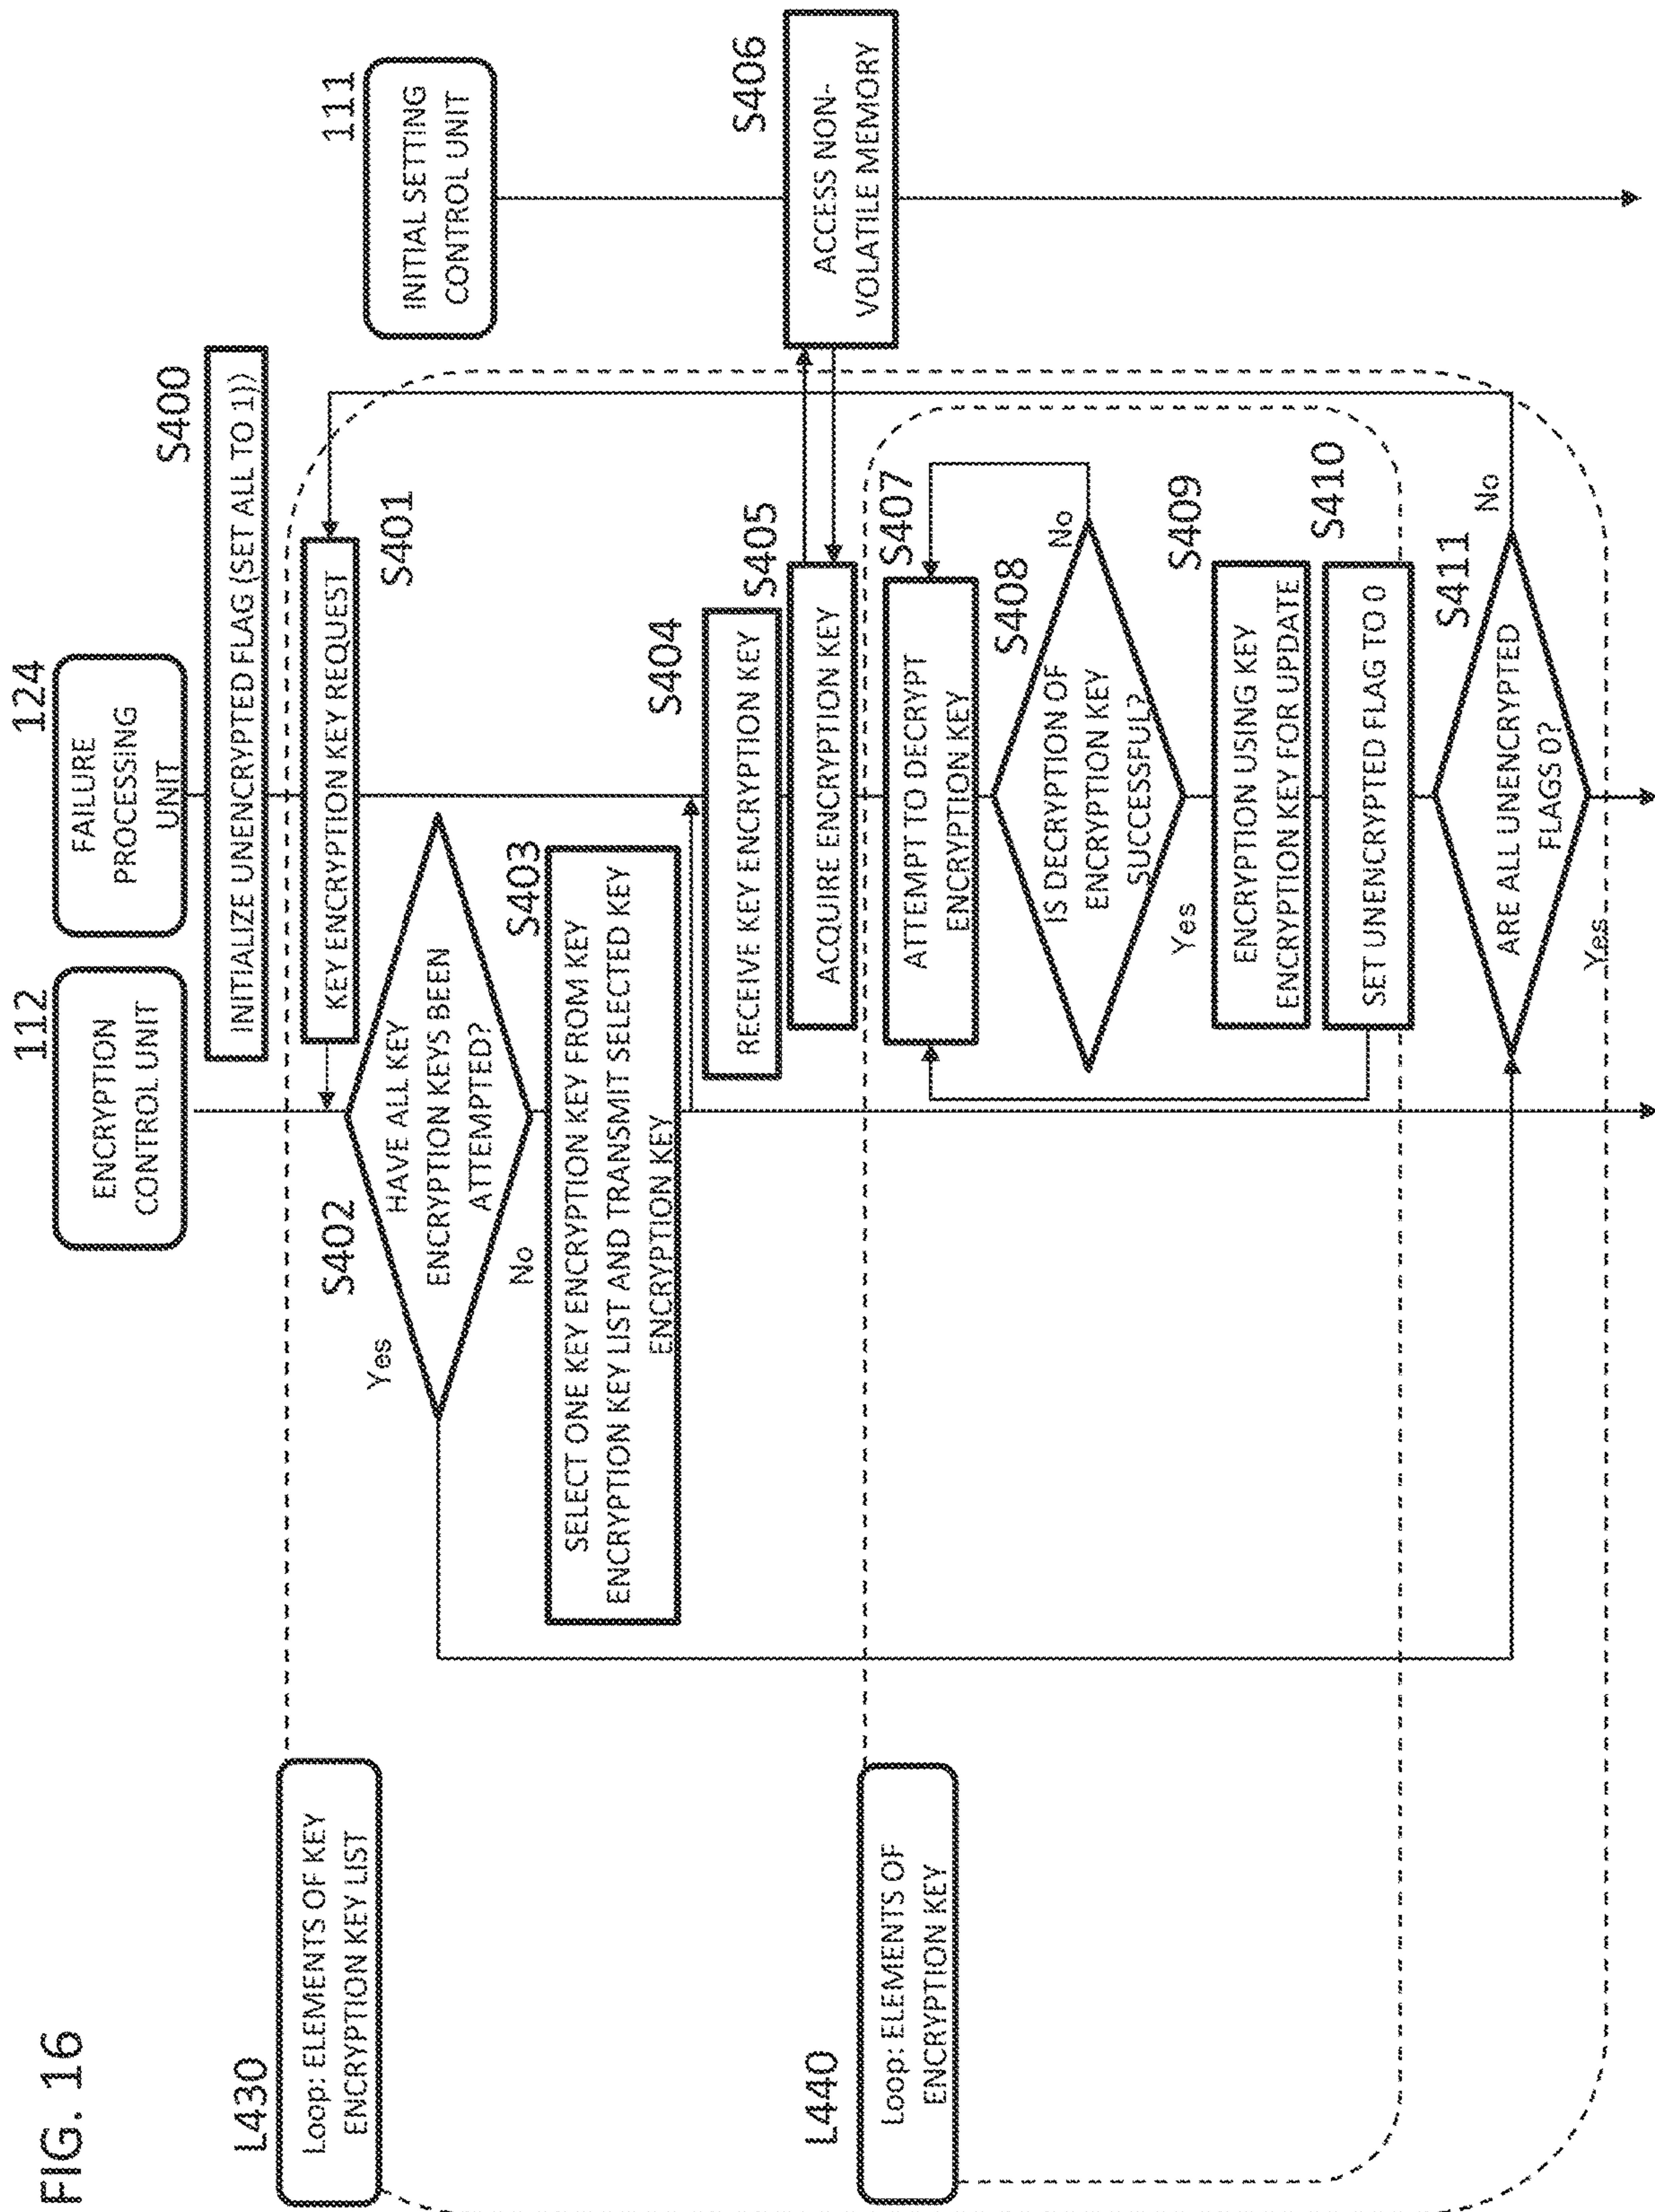 FIG. 16
112
ENCRYPTION
CONTROL UNIT
124
FAILURE
PROCESSING
UNIT
111
INITIAL SETTING
CONTROL UNIT
S400
INITIALIZE UNENCRYPTED FLAG (SET ALL TO 1))
L430
Loop: ELEMENTS OF KEY
ENCRYPTION KEY LIST
KEY ENCRYPTION KEY REQUEST
S401
S402
HAVE ALL KEY
ENCRYPTION KEYS BEEN
ATTEMPTED?
Yes
No
S403
SELECT ONE KEY ENCRYPTION KEY FROM KEY
ENCRYPTION KEY LIST AND TRANSMIT SELECTED KEY
ENCRYPTION KEY
S404
RECEIVE KEY ENCRYPTION KEY
S405
ACQUIRE ENCRYPTION KEY
S406
ACCESS NON-
VOLATILE MEMORY
L440
Loop: ELEMENTS OF
ENCRYPTION KEY
S407
ATTEMPT TO DECRYPT
ENCRYPTION KEY
S408
IS DECRYPTION OF
ENCRYPTION KEY
SUCCESSFUL?
No
Yes
S409
ENCRYPTION USING KEY
ENCRYPTION KEY FOR UPDATE
S410
SET UNENCRYPTED FLAG TO 0
S411
ARE ALL UNENCRYPTED
FLAGS 0?
No
Yes